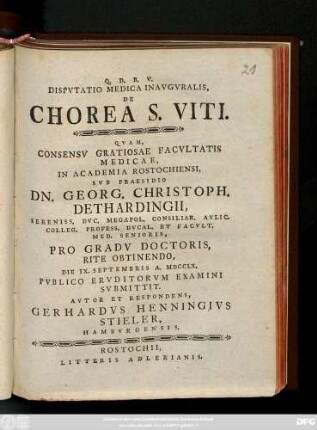 21
Q. D. B. V.
DISPVTATIO MEDICA INAVGVRALIS,
DE
CHOREA S. VITI.
QVAM,
CONSENSV GRATIOSAE FACVLTATIS
MEDICAE,
IN ACADEMIA ROSTOCHIENSI,
SVB PRAESIDIO
DN. GEORG. CHRISTOPH.
DETHARDINGII,
SERENISS. DVC. MEGAPOL. CONSILIAR. AVLIC.
COLLEG. PROFESS. DVCAL. ET FACVLT.
MED. SENIORIS,
PRO GRADV DOCTORIS,
RITE OBTINENDO,
DIE IX. SEPTEMBRIS A. MDCCLX.
PVBLICO ERVDITORVM EXAMINI
SVBMITTIT.
AVTOR ET RESPONDENS,
GERHARDVS HENNINGIVS
STIELER,
HAMBVRGENSIS.
ROSTOCHII,
LITTERIS ADLERIANIS.
DFG